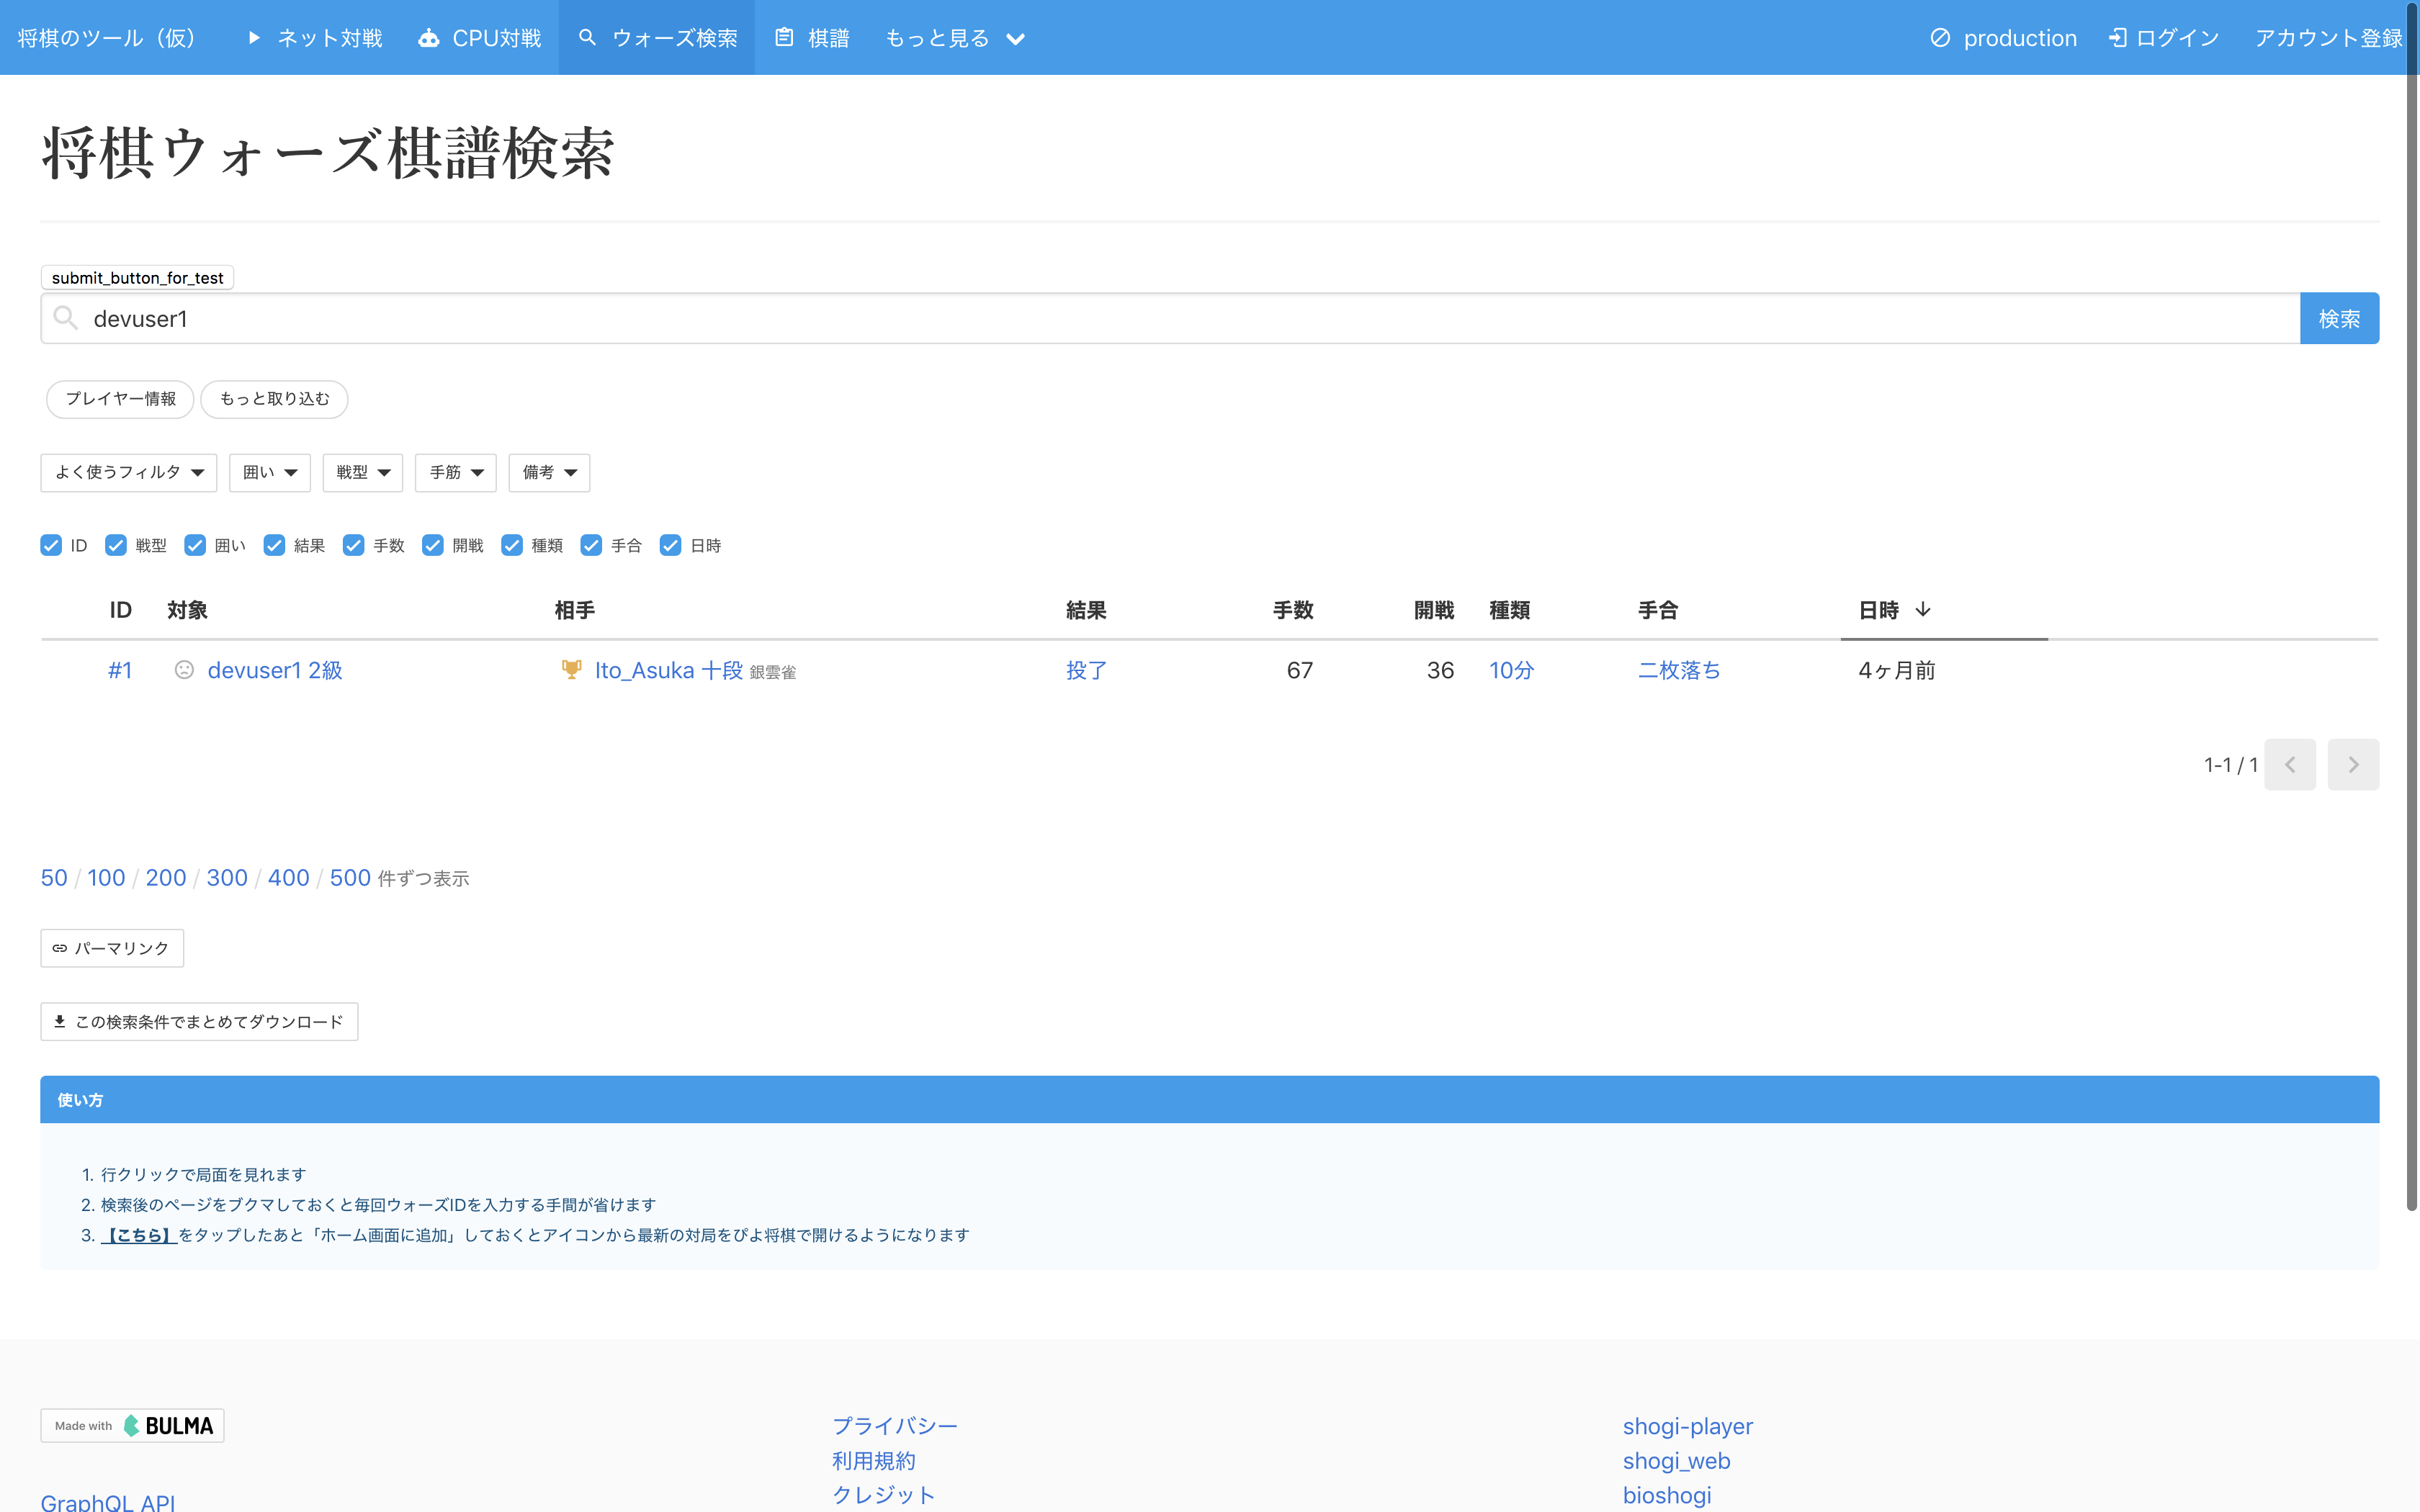 将棋のツール（仮） ネット対戦 CPU対戦 ウォーズ検索 棋譜 もっと見る production ログイン アカウント登録
将棋ウォーズ棋譜検索
submit_button_for_test
devuser1 検索
プレイヤー情報 もっと取り込む
よく使うフィルタ 囲い 戦型 手筋 備考
ID 戦型 囲い 結果 手数 開戦 種類 手合 日時
ID 対象 相手 結果 手数 開戦 種類 手合 日時
#1 devuser1 2級 Ito_Asuka 十段 銀雲雀 投了 67 36 10分 二枚落ち 4ヶ月前
1-1 / 1
50 / 100 / 200 / 300 / 400 / 500 件ずつ表示
パーマリンク
この検索条件でまとめてダウンロード
使い方
1. 行クリックで局面を見れます
2. 検索後のページをブクマしておくと毎回ウォーズIDを入力する手間が省けます
3. 【こちら】をタップしたあと「ホーム画面に追加」しておくとアイコンから最新の対局をぴよ将棋で開けるようになります
Made with BULMA
GraphQL API
プライバシー
利用規約
クレジット
shogi-player
shogi_web
bioshogi